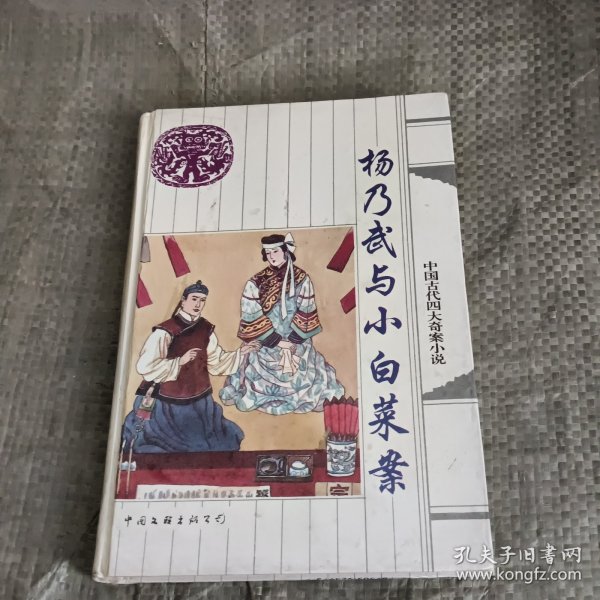 杨乃武与小白菜案
中国古代四大奇案小说
中国文联出版公司
孔夫子旧书网
www.kongfz.com